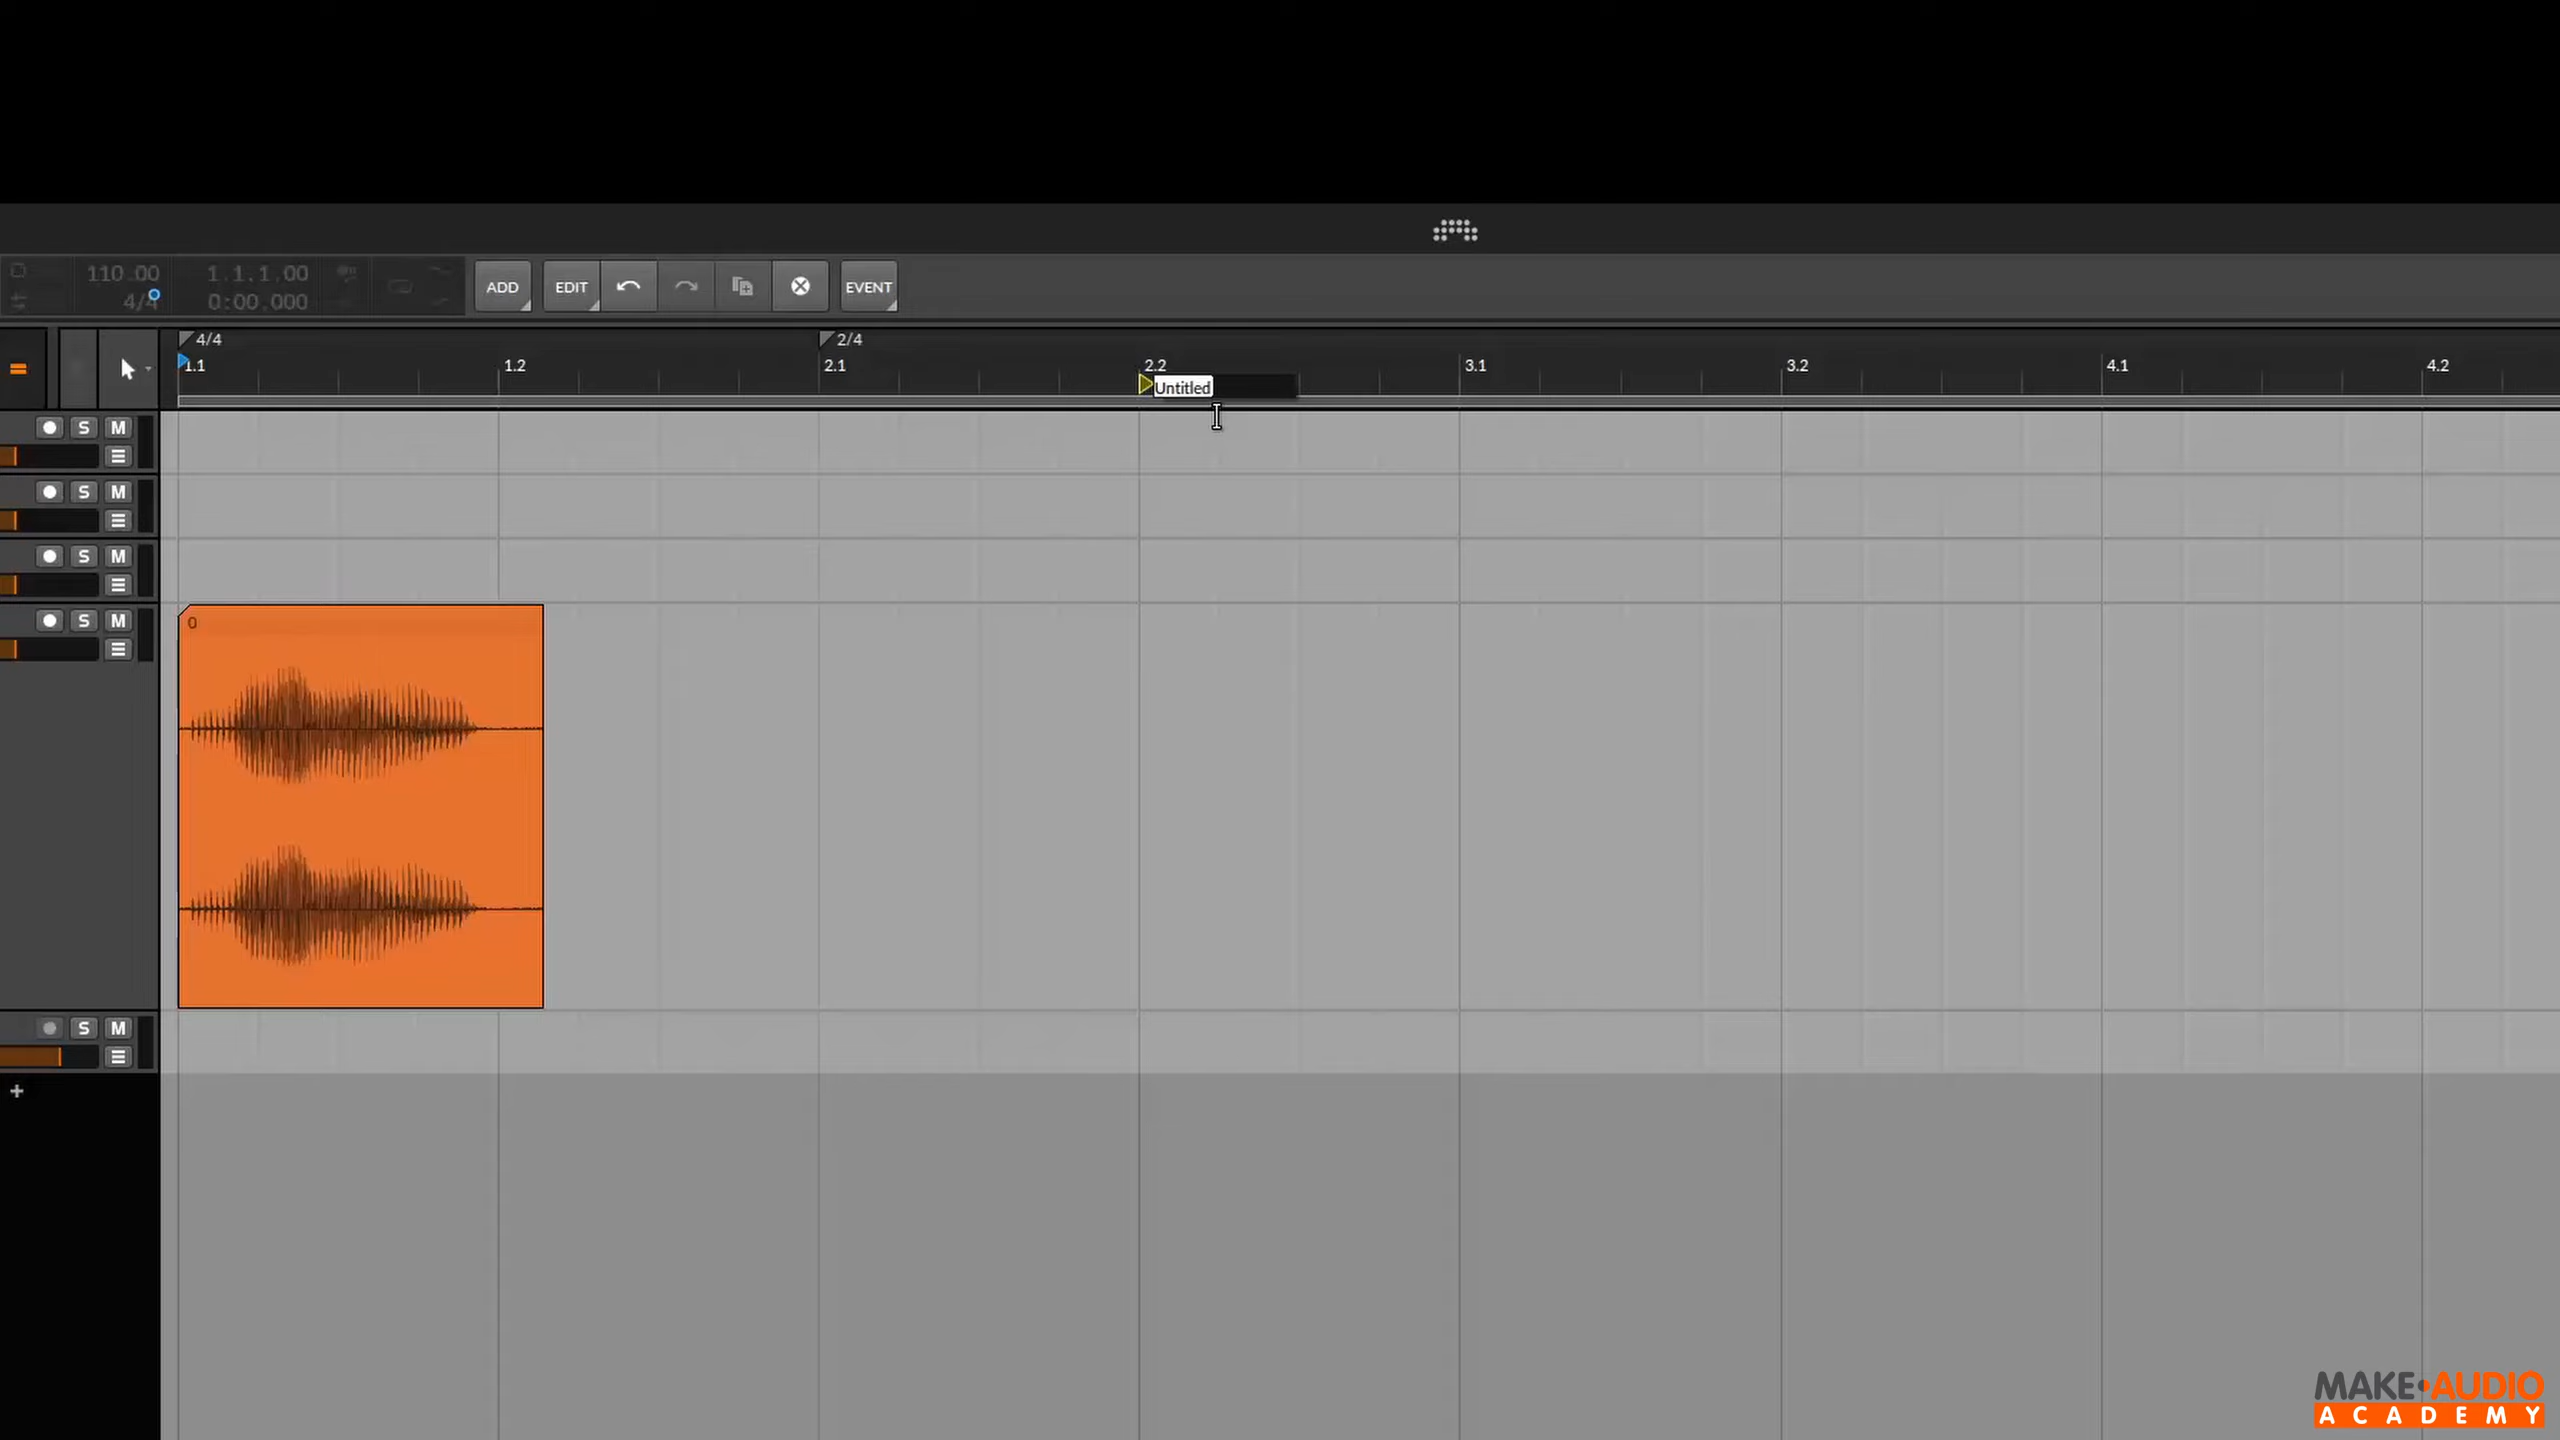 110.00 1.1.1.00
4/4 0:00.000
ADD EDIT EVENT
4/4 2/4
1.1 1.2 2.1 2.2 3.1 3.2 4.1 4.2
Untitled
S M
S M
S M
S M
0
S M
+
MAKE•AUDIO
ACADEMY